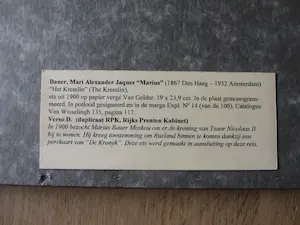 Bauer, Mari Alexander Jaques "Marius" (1867 Den Haag – 1932 Amsterdam)
"Het Kremlin" (The Kremlin),
ets uit 1900 op papier verge Van Gelder. 19 x 23,9 cm. In de plaat gemonogram-
meerd. In potlood gesigneerd en in de marge Expl. Nº 14 (van de 100), Catalogus
Van Wisselingh 135, pagina 117.
Verso D. (duplicaat RPK, Rijks Prenten Kabinet)
In 1900 bezocht Marius Bauer Moskou om er de kroning van Tsaar Nicolaas II
bij te wonen. Hij kreeg toestemming om Rusland binnen te komen dankzij een
perskaart van "De Kroniek". Deze ets werd gemaakt in aansluiting op deze reis.